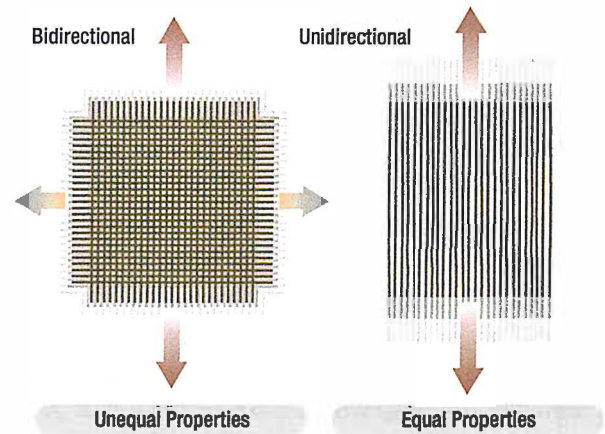 Bidirectional
Unidirectional
Unequal Properties
Equal Properties